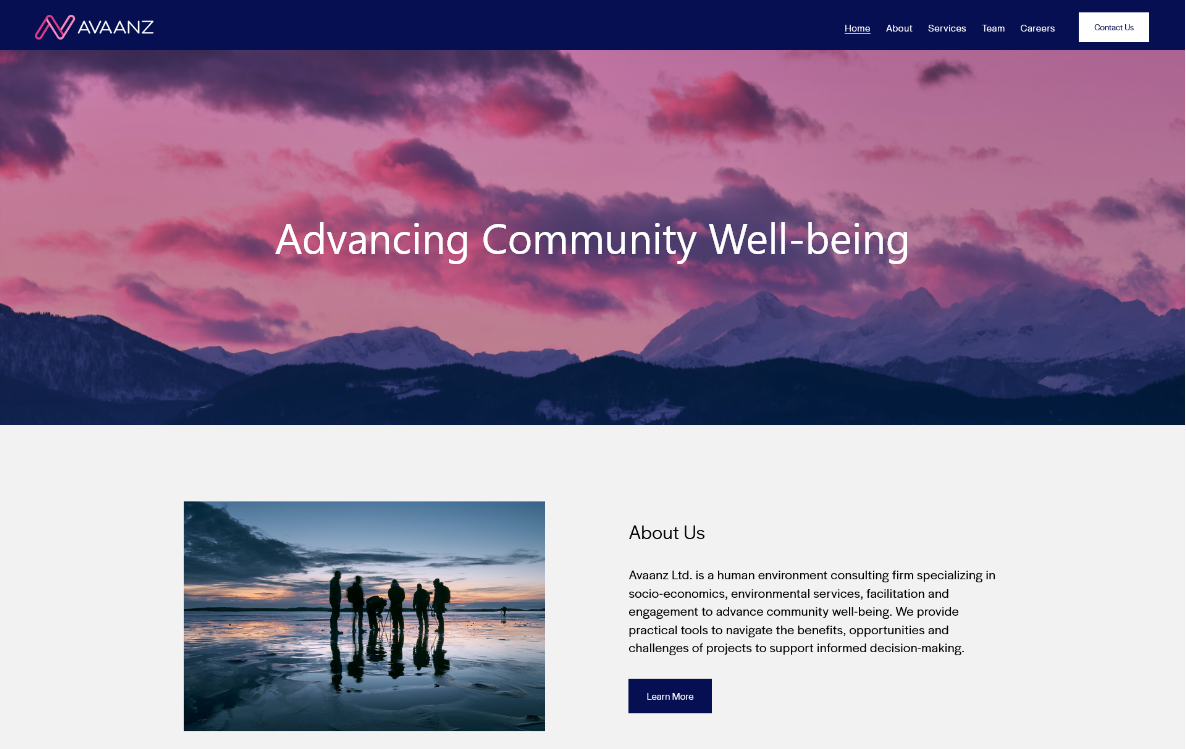 AVAANZ
Home About Services Team Careers Contact Us
Advancing Community Well-being
About Us
Avaanz Ltd. is a human environment consulting firm specializing in
socio-economics, environmental services, facilitation and
engagement to advance community well-being. We provide
practical tools to navigate the benefits, opportunities and
challenges of projects to support informed decision-making.
Learn More